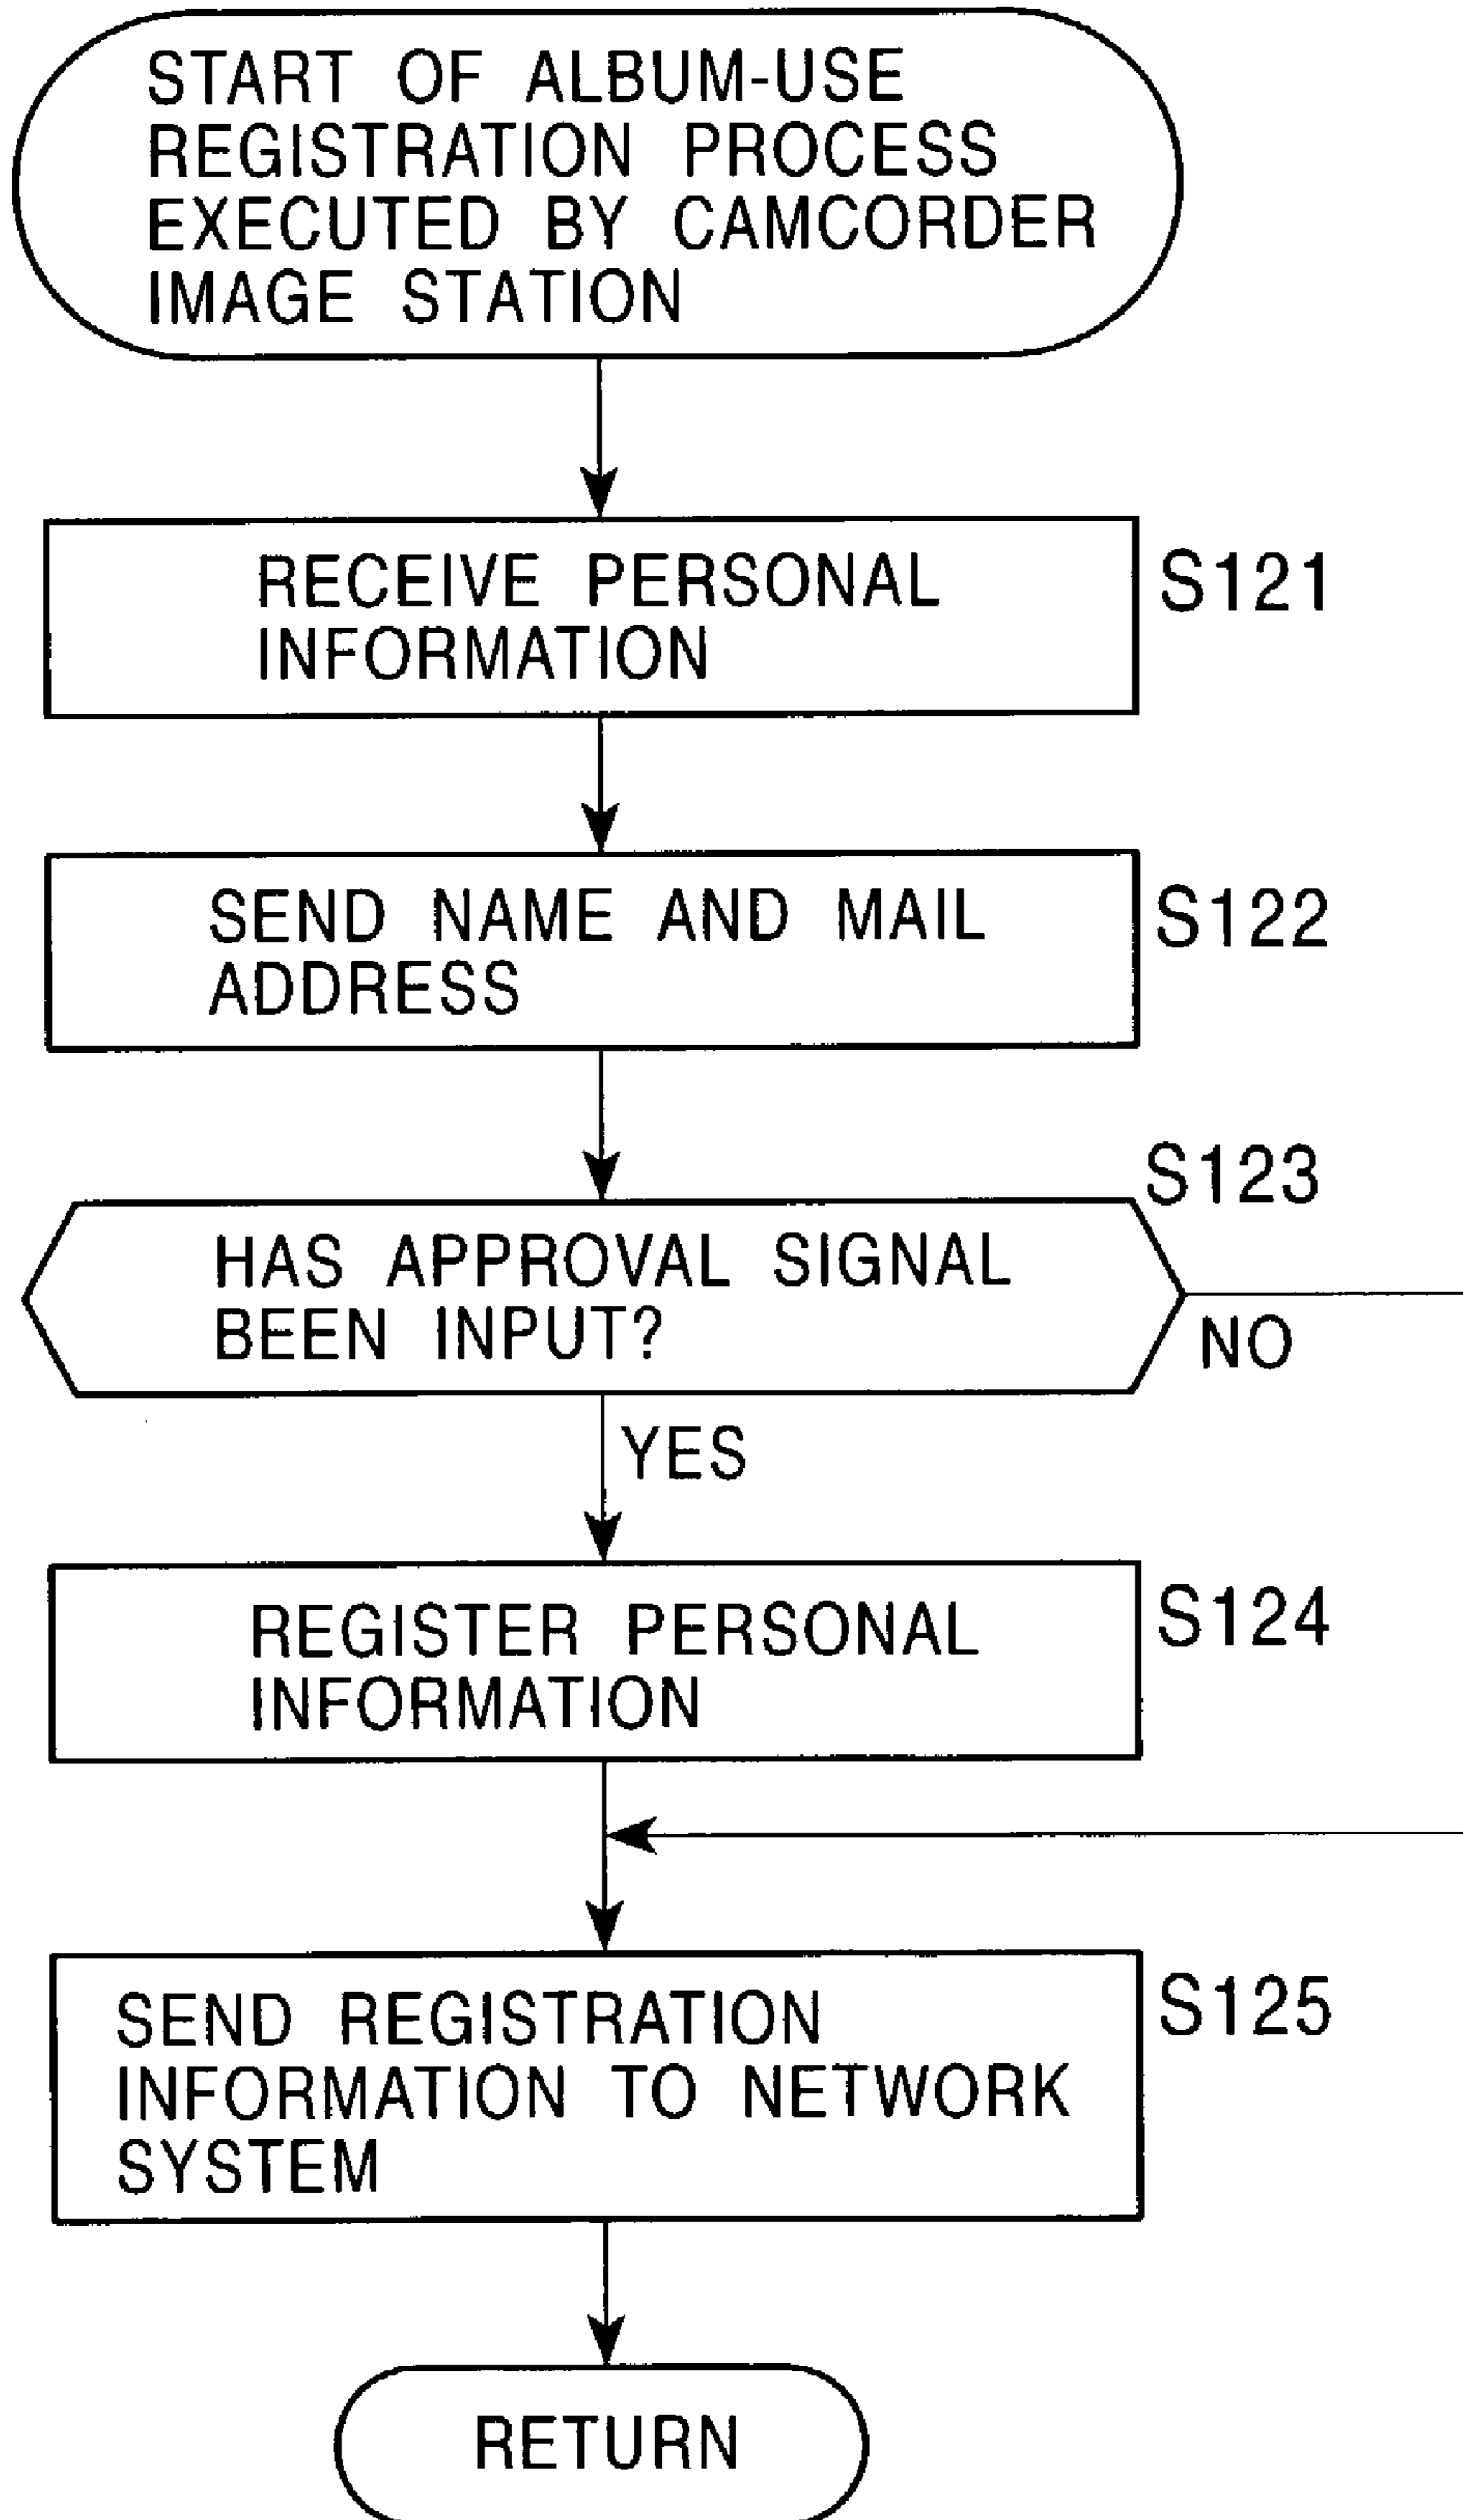 START OF ALBUM-USE
REGISTRATION PROCESS
EXECUTED BY CAMCORDER
IMAGE STATION
RECEIVE PERSONAL
INFORMATION
S121
SEND NAME AND MAIL
ADDRESS
S122
S123
HAS APPROVAL SIGNAL
BEEN INPUT?
NO
YES
REGISTER PERSONAL
INFORMATION
S124
SEND REGISTRATION
INFORMATION TO NETWORK
SYSTEM
S125
RETURN